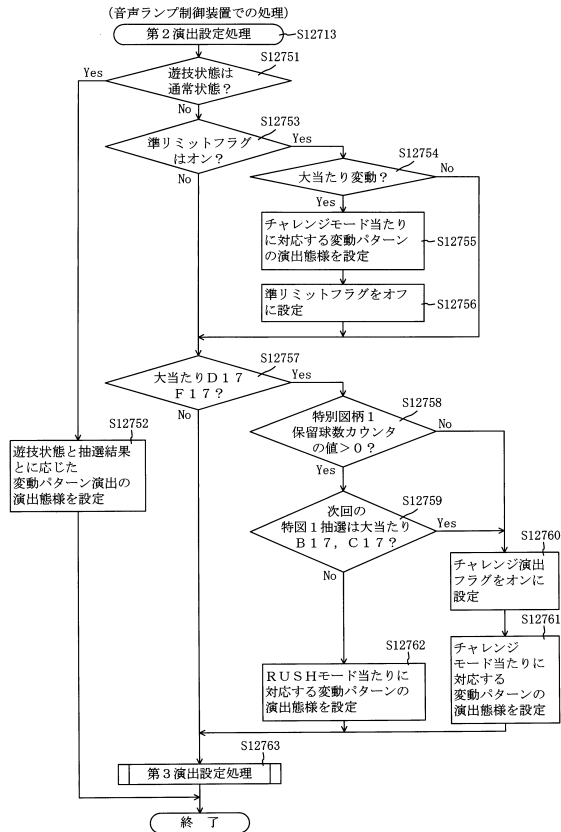 (音声ランプ制御装置での処理)
第2演出設定処理
S12713
S12751
遊技状態は
通常状態?
Yes
No
S12753
準リミットフラグ
はオン?
Yes
No
S12754
大当たり変動?
No
Yes
チャレンジモード当たり
に対応する変動パターン
の演出態様を設定
S12755
準リミットフラグをオフ
に設定
S12756
S12757
大当たりD17
F17?
Yes
No
S12752
遊技状態と抽選結果
とに応じた
変動パターン演出の
演出態様を設定
S12758
特別図柄1
保留球数カウンタ
の値>0?
No
Yes
S12759
次回の
特図1抽選は大当たり
B17,C17?
Yes
No
S12760
チャレンジ演出
フラグをオンに
設定
S12761
チャレンジ
モード当たりに
対応する
変動パターンの
演出態様を設定
S12762
RUSHモード当たりに
対応する変動パターンの
演出態様を設定
S12763
第3演出設定処理
終 了